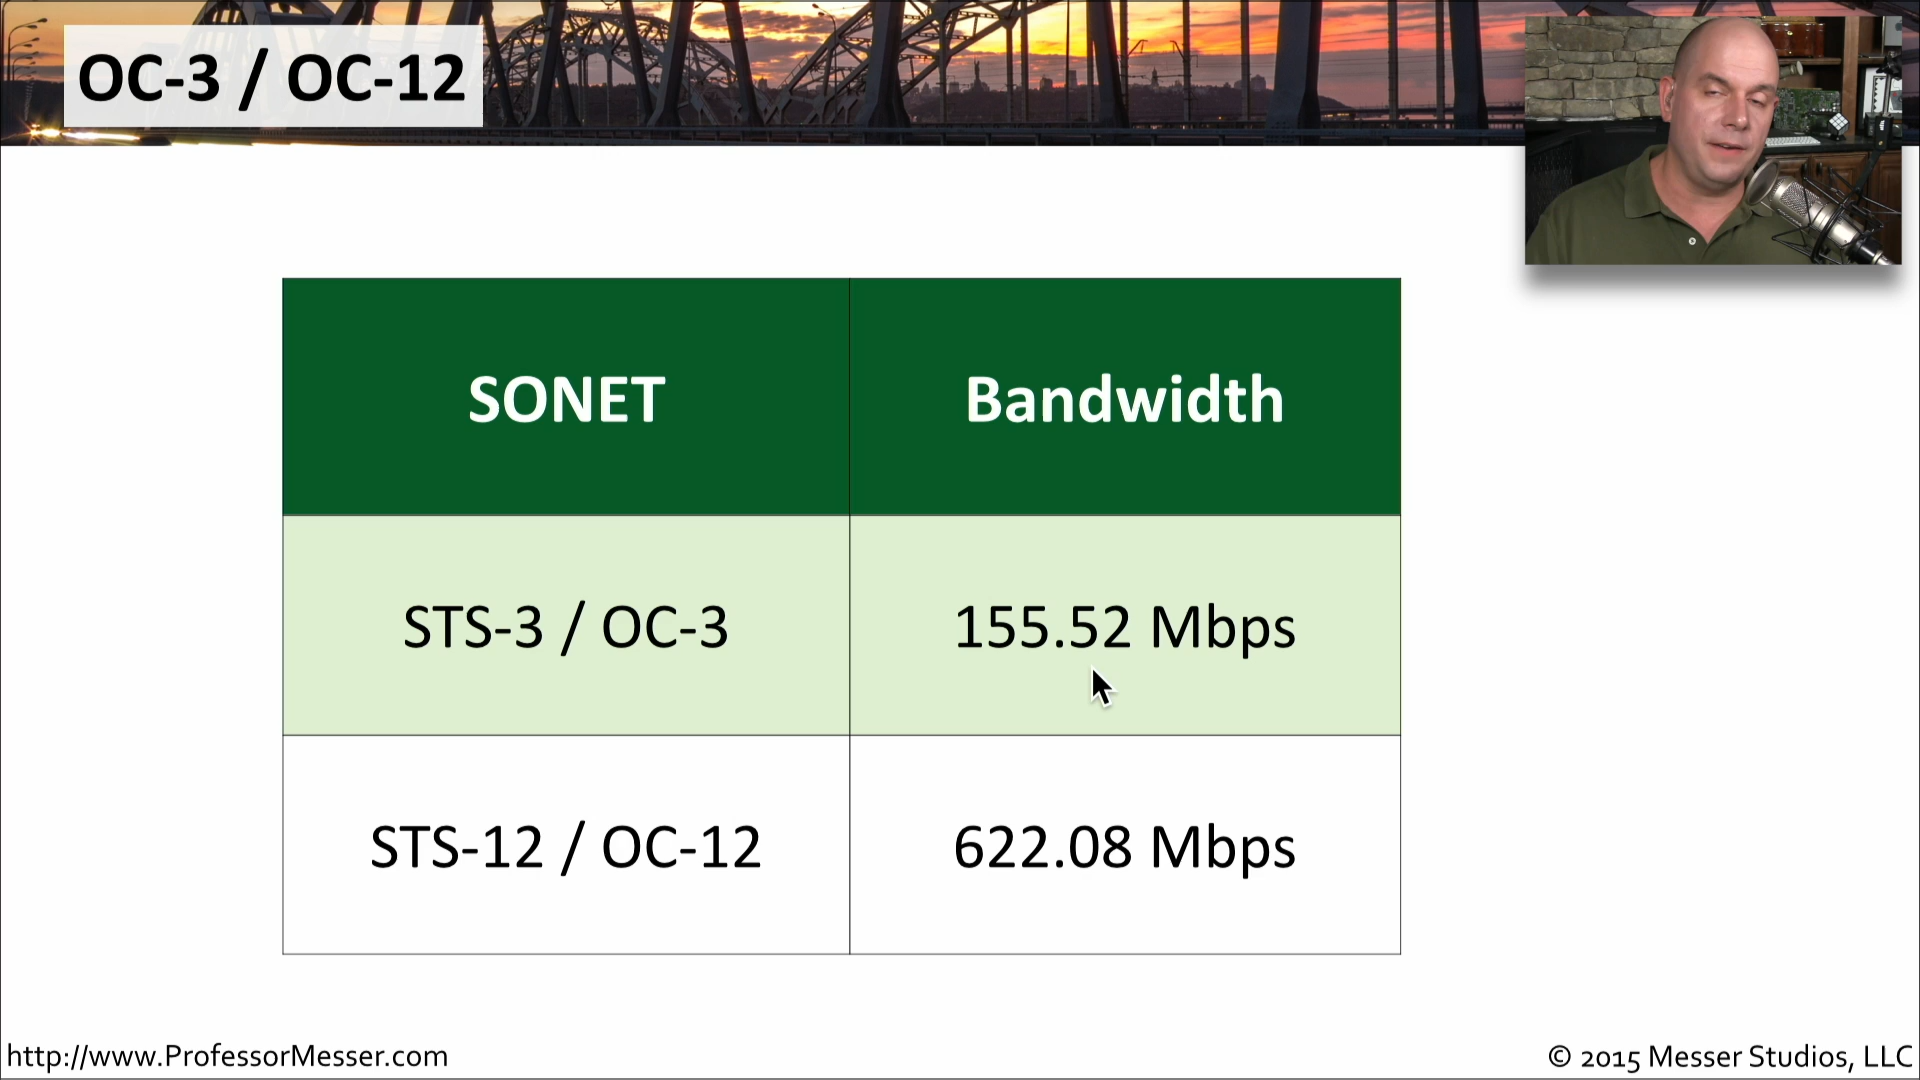 OC-3 / OC-12
SONET Bandwidth
STS-3 / OC-3 155.52 Mbps
STS-12 / OC-12 622.08 Mbps
http://www.ProfessorMesser.com © 2015 Messer Studios, LLC